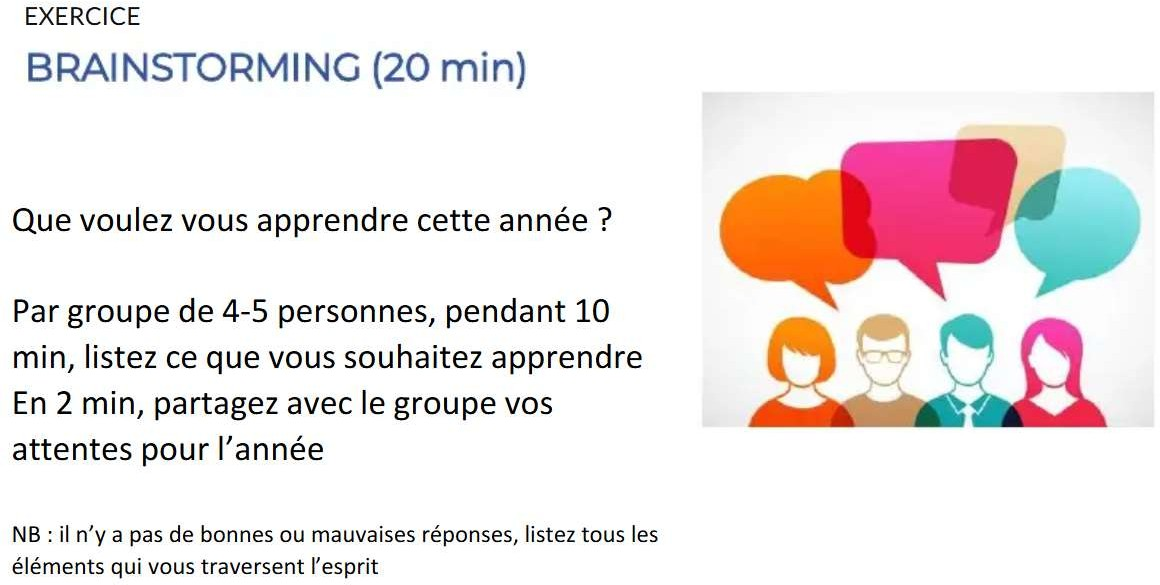 EXERCICE
BRAINSTORMING (20 min)
Que voulez vous apprendre cette année ?
Par groupe de 4-5 personnes, pendant 10
min, listez ce que vous souhaitez apprendre
En 2 min, partagez avec le groupe vos
attentes pour l’année
NB : il n’y a pas de bonnes ou mauvaises réponses, listez tous les
éléments qui vous traversent l’esprit